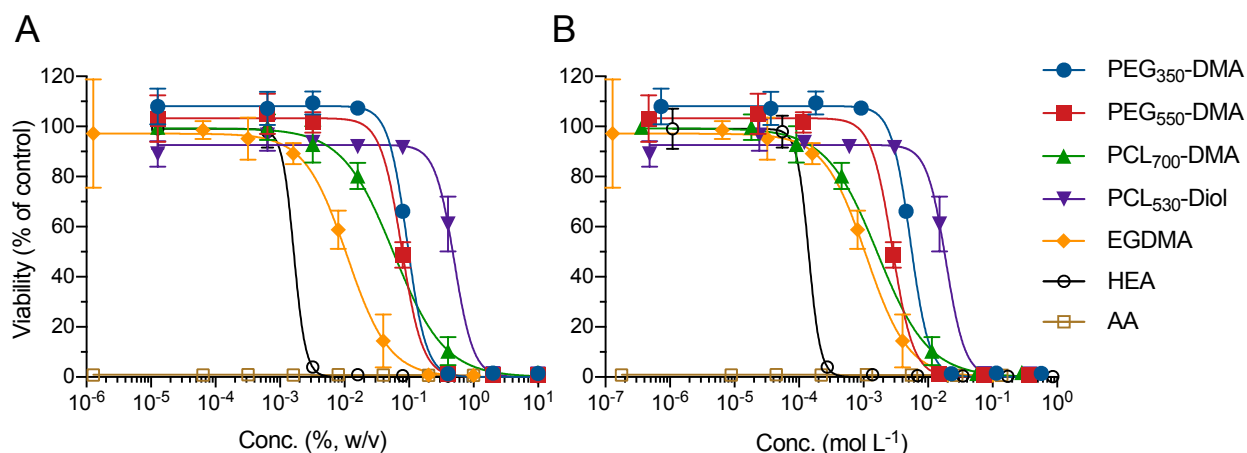 A
B
Viability (% of control)
120
100
80
60
40
20
0
10-6
10-5
10-4
10-3
10-2
10-1
100
101
Conc. (%, w/v)
120
100
80
60
40
20
0
10-7
10-6
10-5
10-4
10-3
10-2
10-1
100
Conc. (mol L-1)
PEG350-DMA
PEG550-DMA
PCL700-DMA
PCL530-Diol
EGDMA
HEA
AA